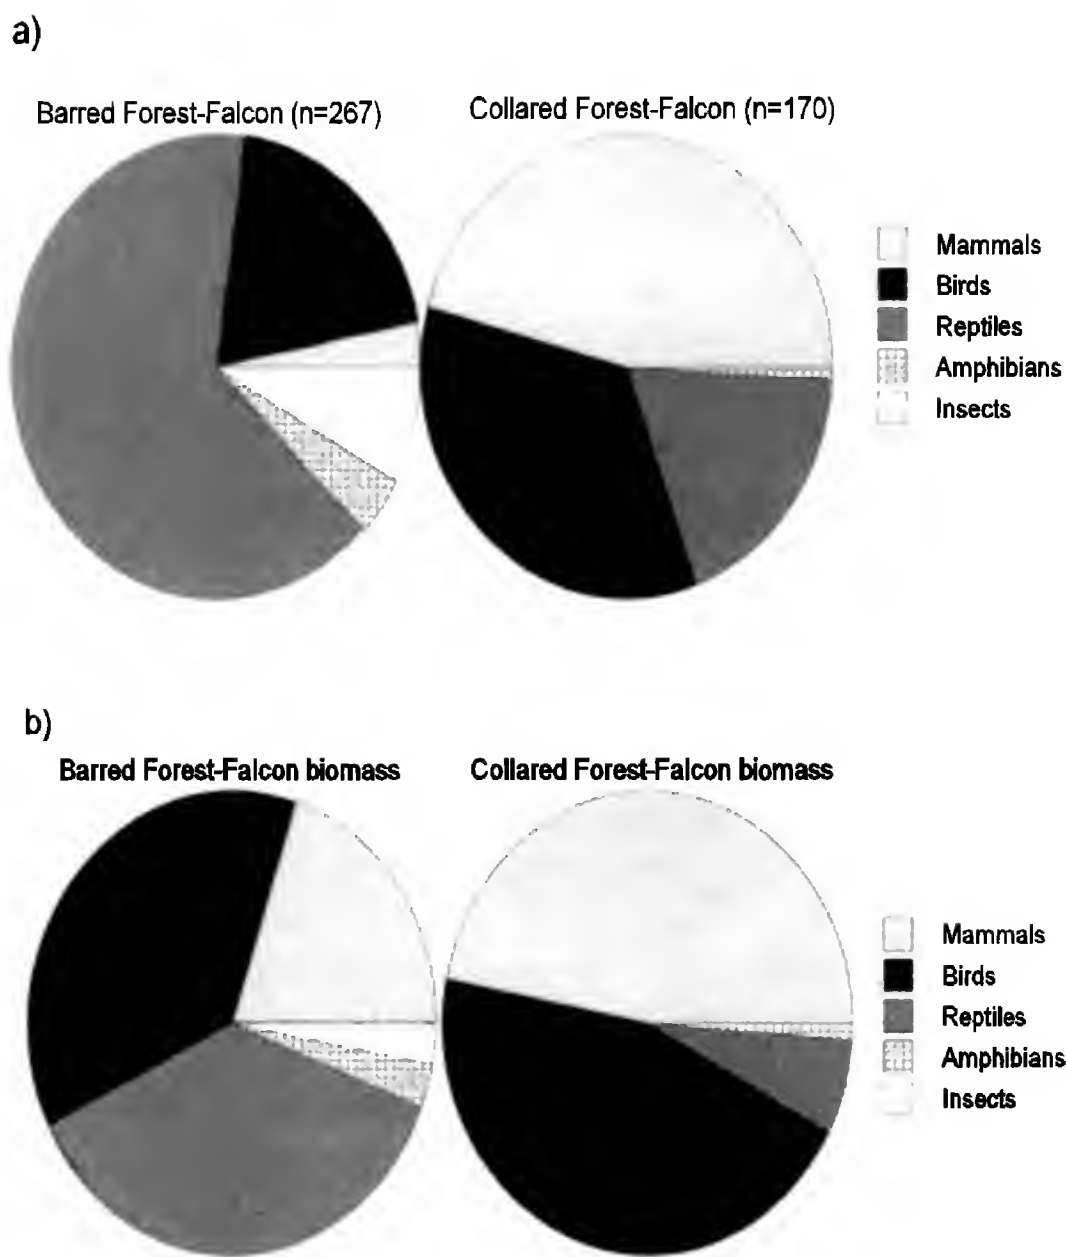 a)
Barred Forest-Falcon (n=267)
Collared Forest-Falcon (n=170)
Mammals
Birds
Reptiles
Amphibians
Insects
b)
Barred Forest-Falcon biomass
Collared Forest-Falcon biomass
Mammals
Birds
Reptiles
Amphibians
Insects